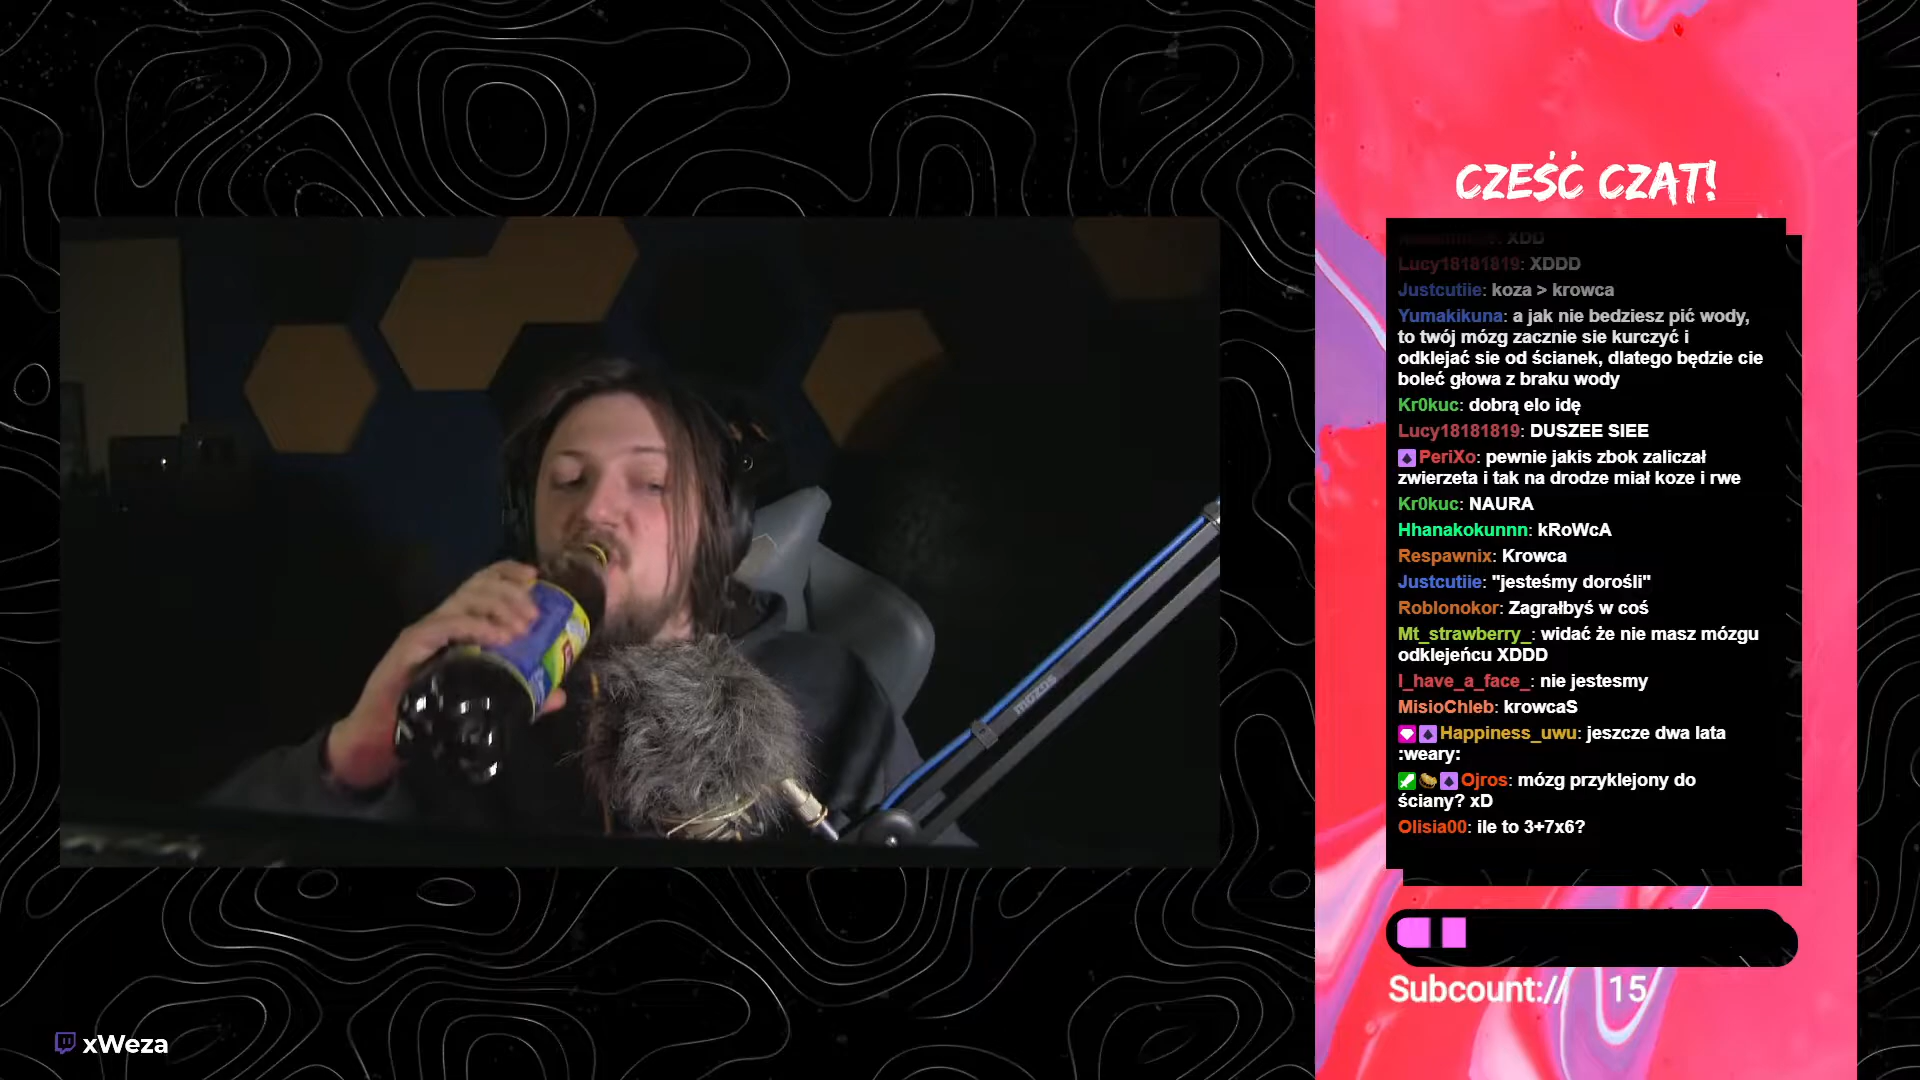 CZEŚĆ CZAT!
: XDD
Lucy18181819: XDDD
Justcutiie: koza > krowca
Yumakikuna: a jak nie bedziesz pić wody,
to twój mózg zacznie sie kurczyć i
odklejać sie od ścianek, dlatego będzie cie
boleć głowa z braku wody
Kr0kuc: dobrą elo idę
Lucy18181819: DUSZEE SIEE
PeriXo: pewnie jakis zbok zaliczał
zwierzeta i tak na drodze miał koze i rwe
Kr0kuc: NAURA
Hhanakokunnn: kRoWcA
Respawnix: Krowca
Justcutiie: "jesteśmy dorośli"
Roblonokor: Zagrałbyś w coś
Mt_strawberry_: widać że nie masz mózgu
odklejeńcu XDDD
I_have_a_face_: nie jestesmy
MisioChleb: krowcaS
Happiness_uwu: jeszcze dwa lata
:weary:
Ojros: mózg przyklejony do
ściany? xD
Olisia00: ile to 3+7x6?
Subcount:// 15
mozos
xWeza